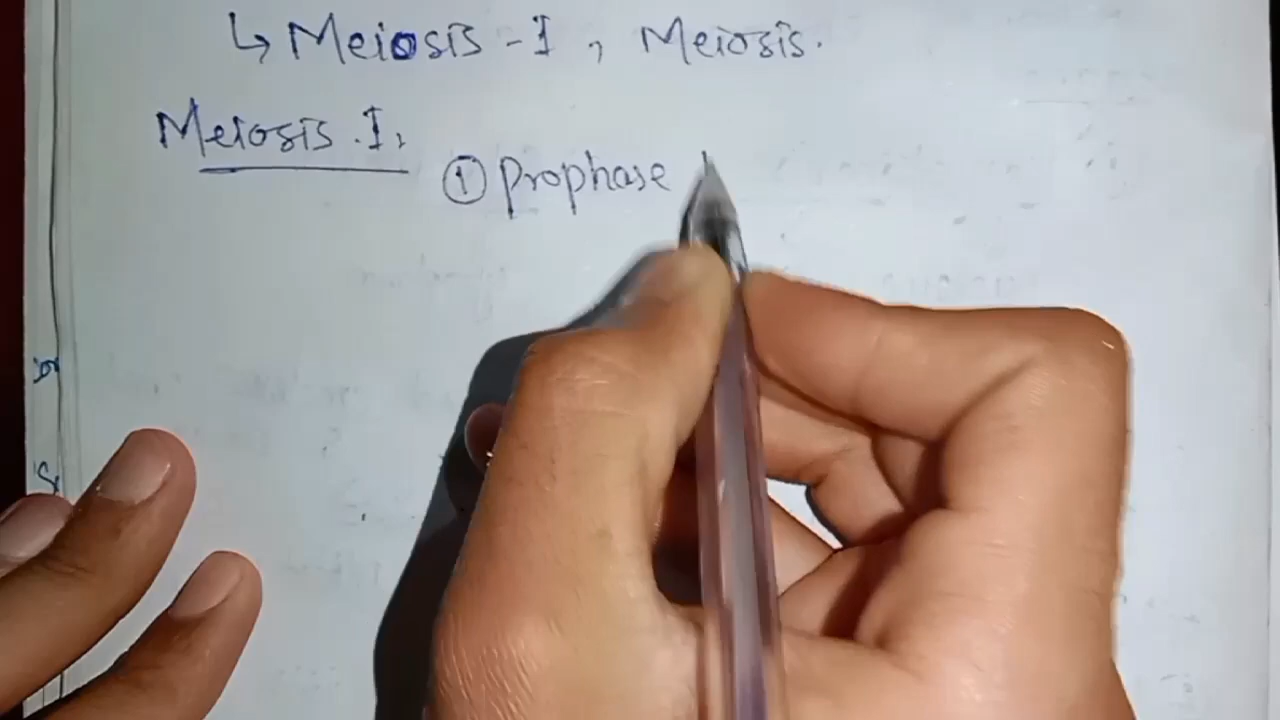 ↳ Meiosis - I, Meiosis.
Meiosis. I,
① Prophase